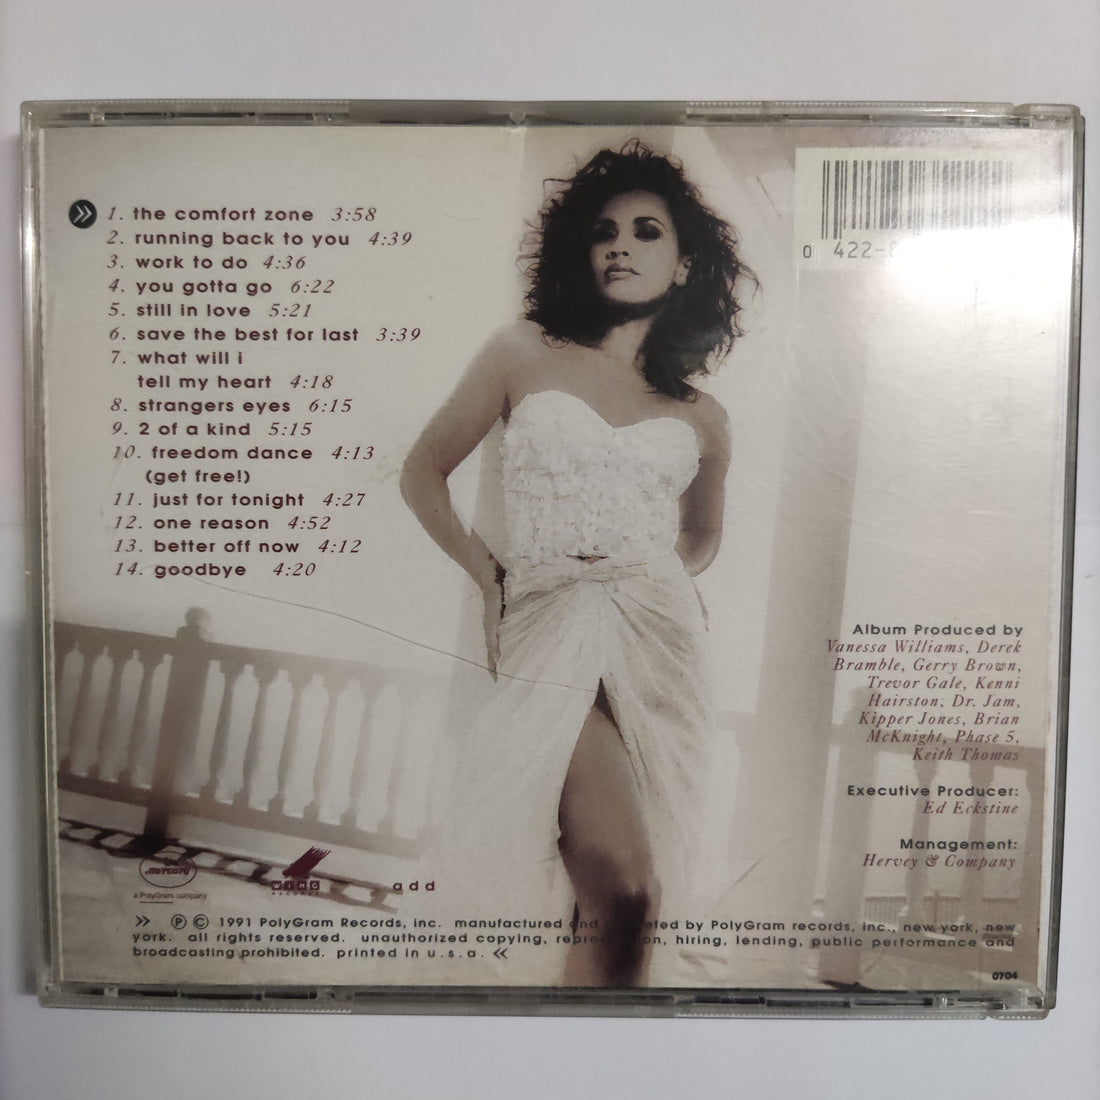 1. the comfort zone 3:58
2. running back to you 4:39
3. work to do 4:36
4. you gotta go 6:22
5. still in love 5:21
6. save the best for last 3:39
7. what will i
tell my heart 4:18
8. strangers eyes 6:15
9. 2 of a kind 5:15
10. freedom dance 4:13
(get free!)
11. just for tonight 4:27
12. one reason 4:52
13. better off now 4:12
14. goodbye 4:20
0 422-8
Album Produced by
Vanessa Williams, Derek
Bramble, Gerry Brown,
Trevor Gale, Kenni
Hairston, Dr. Jam,
Kipper Jones, Brian
McKnight, Phase 5,
Keith Thomas
Executive Producer:
Ed Eckstine
Management:
Hervey & Company
mercury
a PolyGram company
wing
RECORDS
add
» ℗ © 1991 PolyGram Records, inc. manufactured and by PolyGram records, inc., new york, new
york. all rights reserved. unauthorized copying, hiring, lending, public performance and
broadcasting prohibited. printed in u.s.a. «
0704